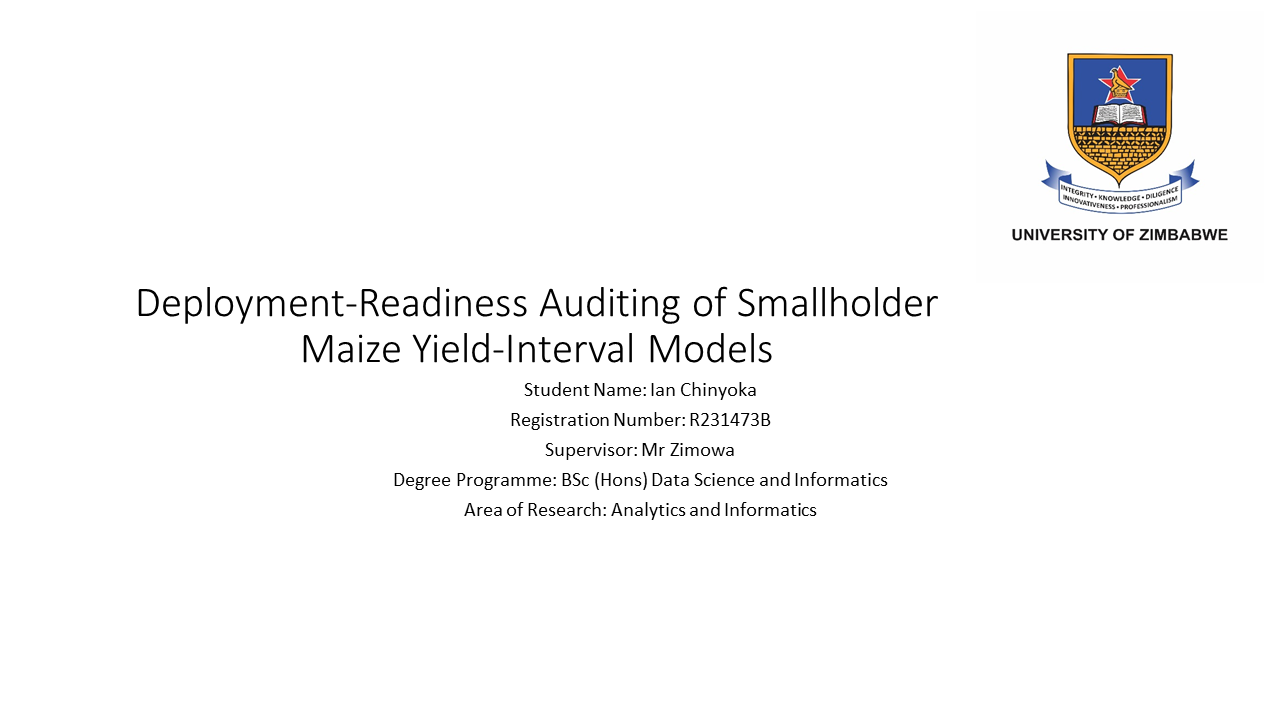 INTEGRITY • KNOWLEDGE • DILIGENCE
INNOVATIVENESS • PROFESSIONALISM
UNIVERSITY OF ZIMBABWE
Deployment-Readiness Auditing of Smallholder
Maize Yield-Interval Models
Student Name: Ian Chinyoka
Registration Number: R231473B
Supervisor: Mr Zimowa
Degree Programme: BSc (Hons) Data Science and Informatics
Area of Research: Analytics and Informatics